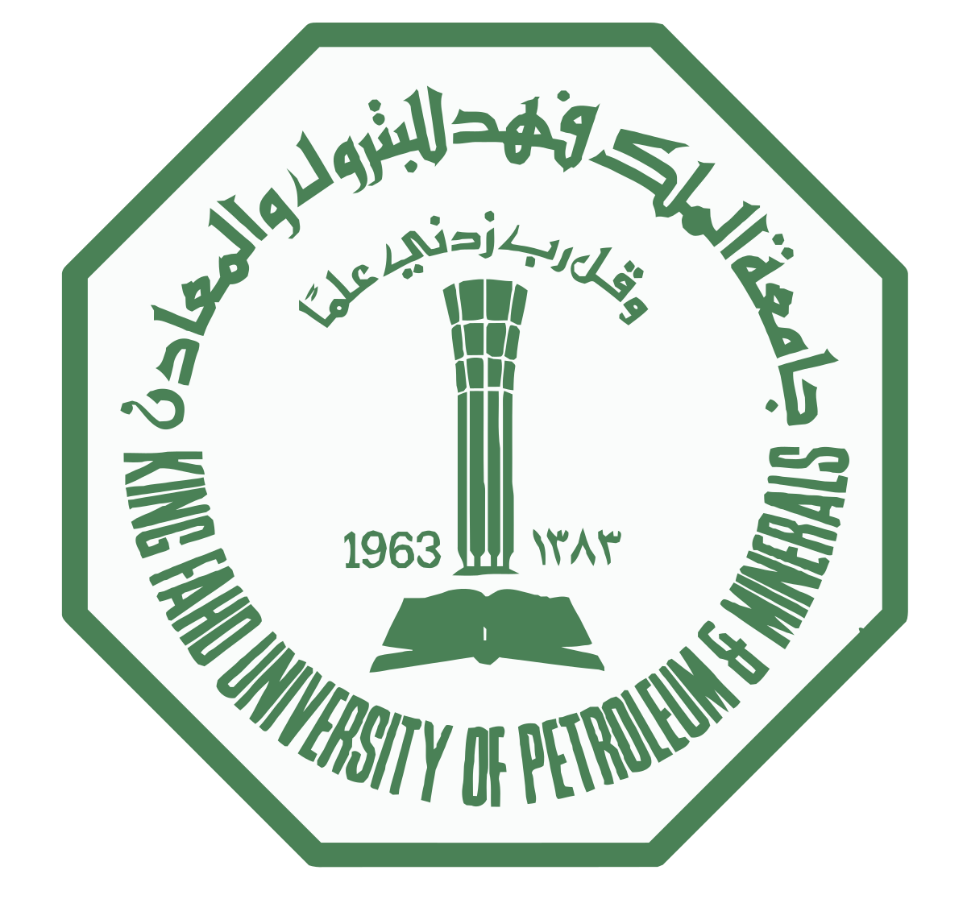 جامعة الملك فهد للبترول والمعادن
وقل رب زدني علما
1963 ١٣٨٣
KING FAHD UNIVERSITY OF PETROLEUM & MINERALS